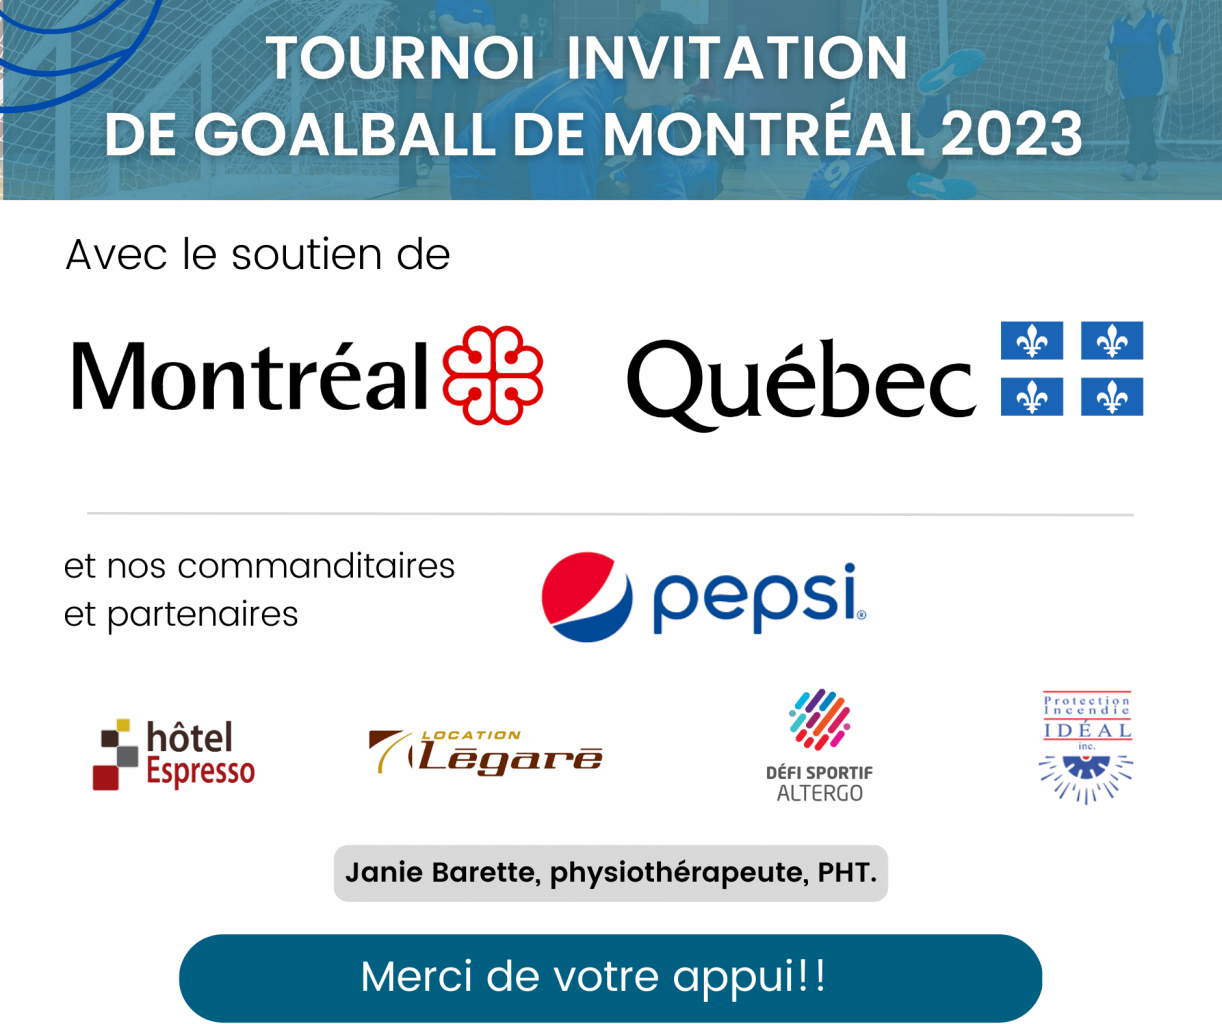 TOURNOI INVITATION
DE GOALBALL DE MONTRÉAL 2023
Avec le soutien de
Montréal
Québec
et nos commanditaires
et partenaires
pepsi®
hôtel
Espresso
LOCATION
Légaré
DÉFI SPORTIF
ALTERGO
Protection
Incendie
IDÉAL
inc.
Janie Barette, physiothérapeute, PHT.
Merci de votre appui!!